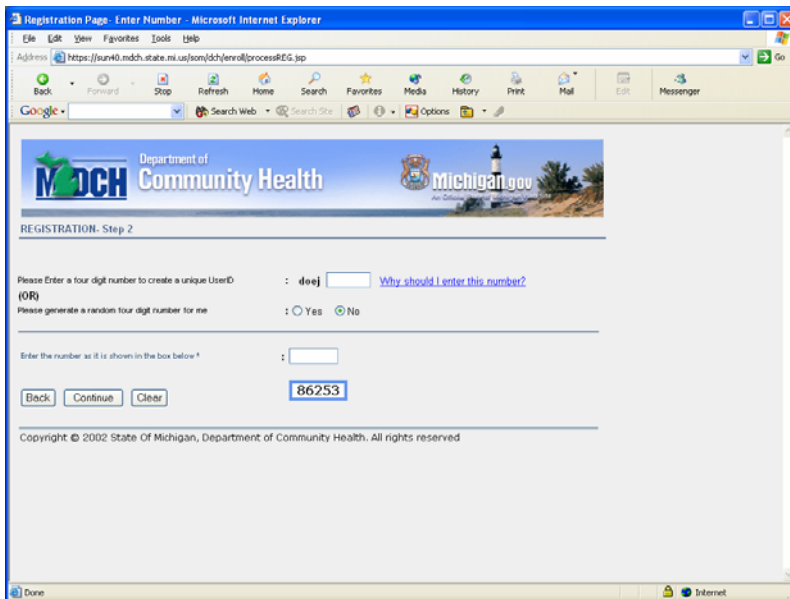 Registration Page- Enter Number - Microsoft Internet Explorer
File Edit View Favorites Tools Help
Address https://sun40.mdch.state.mi.us/som/dch/enroll/processREG.jsp Go
Back Forward Stop Refresh Home Search Favorites Media History Print Mail Edit Messenger
Google Search Web Search Site Options
MDCH Department of Community Health Michigan.gov
REGISTRATION- Step 2
Please Enter a four digit number to create a unique UserID : doej Why should I enter this number?
(OR)
Please generate a random four digit number for me : Yes No
Enter the number as it is shown in the box below * :
Back Continue Clear 86253
Copyright © 2002 State Of Michigan, Department of Community Health. All rights reserved
Done Internet